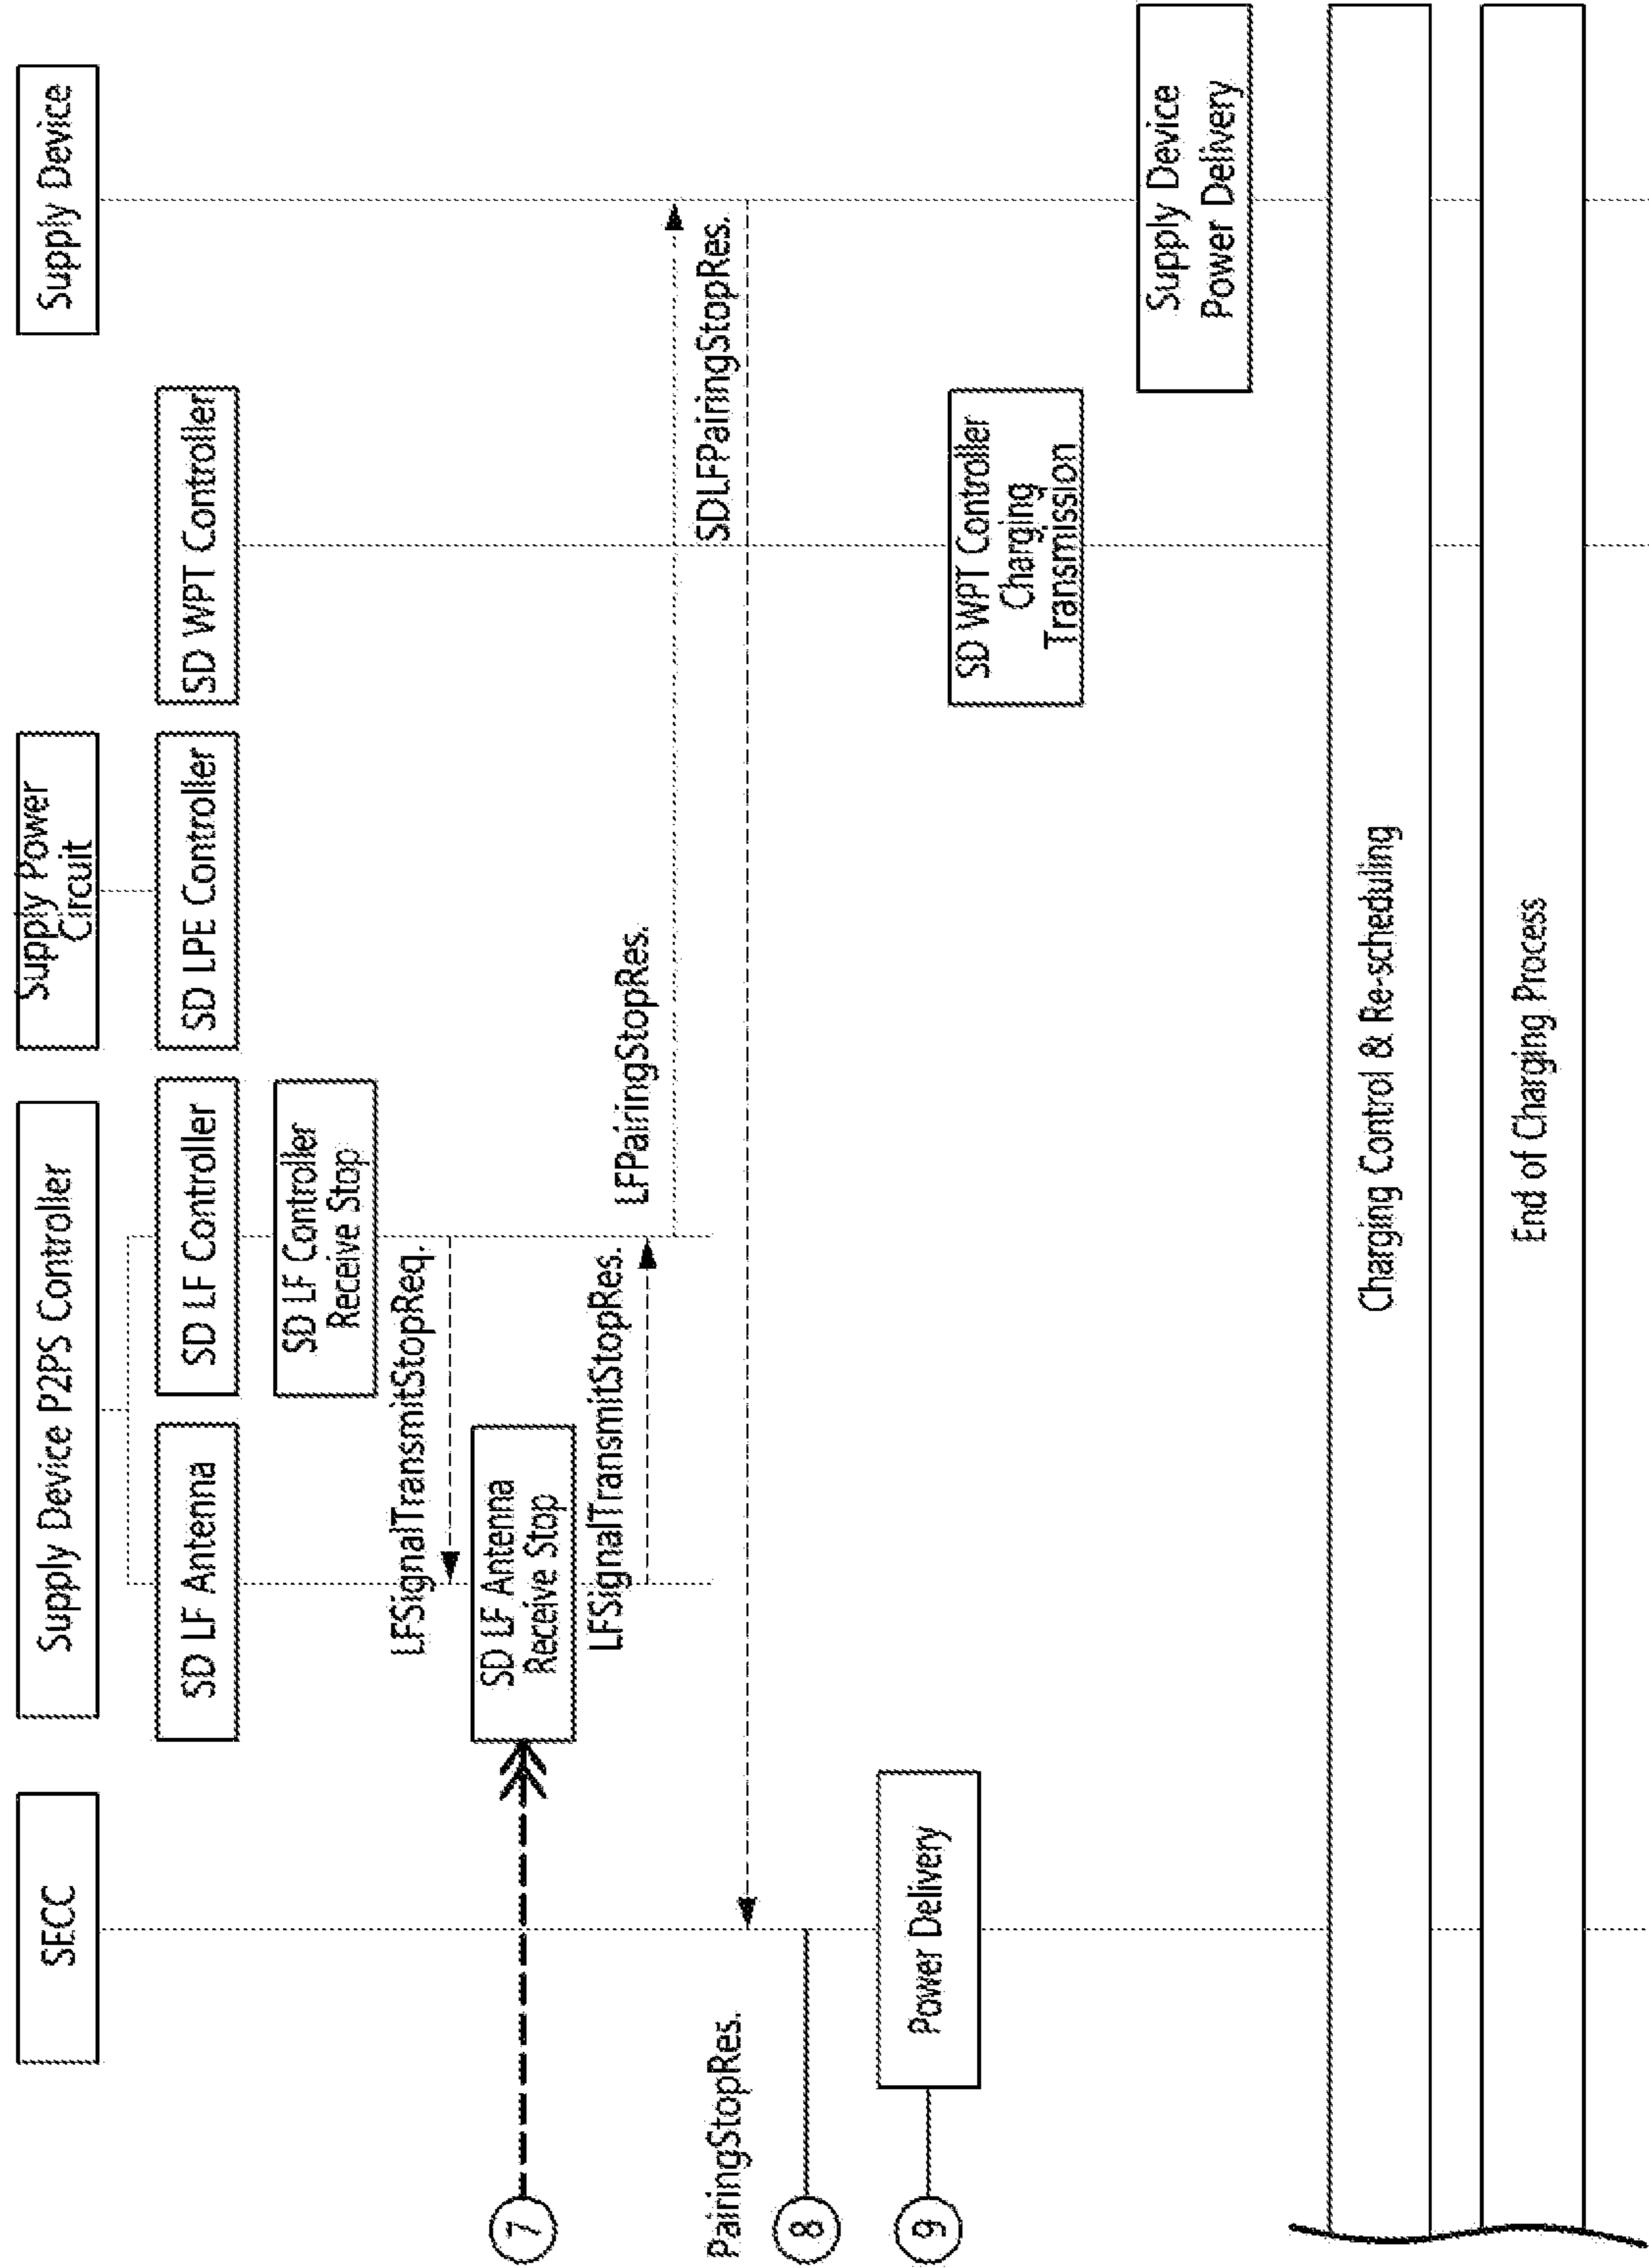 SECC
Supply Device P2PS Controller
Supply Power
Circuit
Supply Device
SD LF Antenna
SD LF Controller
SD LPE Controller
SD WPT Controller
SD LF Controller
Receive Stop
LFSignalTransmitStopReq.
7
SD LF Antenna
Receive Stop
LFSignalTransmitStopRes.
LFPairingStopRes.
SDLFPairingStopRes.
PairingStopRes.
8
9
Power Delivery
SD WPT Controller
Charging
Transmission
Supply Device
Power Delivery
Charging Control & Re-scheduling
End of Charging Process